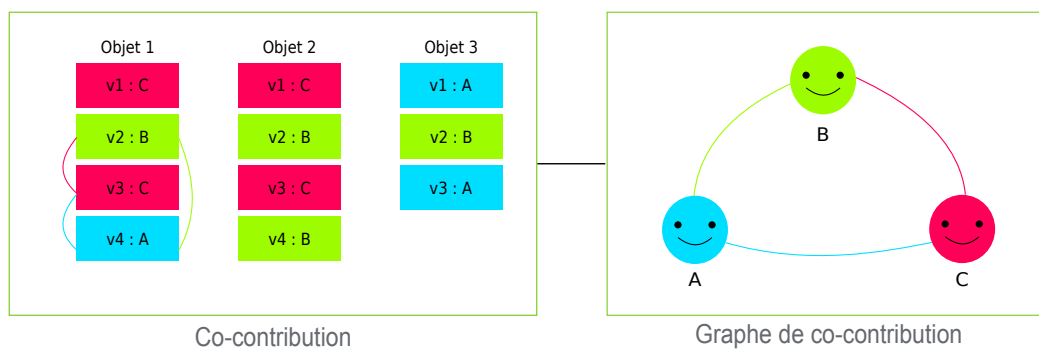 Objet 1
v1 : C
v2 : B
v3 : C
v4 : A
Objet 2
v1 : C
v2 : B
v3 : C
v4 : B
Objet 3
v1 : A
v2 : B
v3 : A
Co-contribution
B
A
C
Graphe de co-contribution